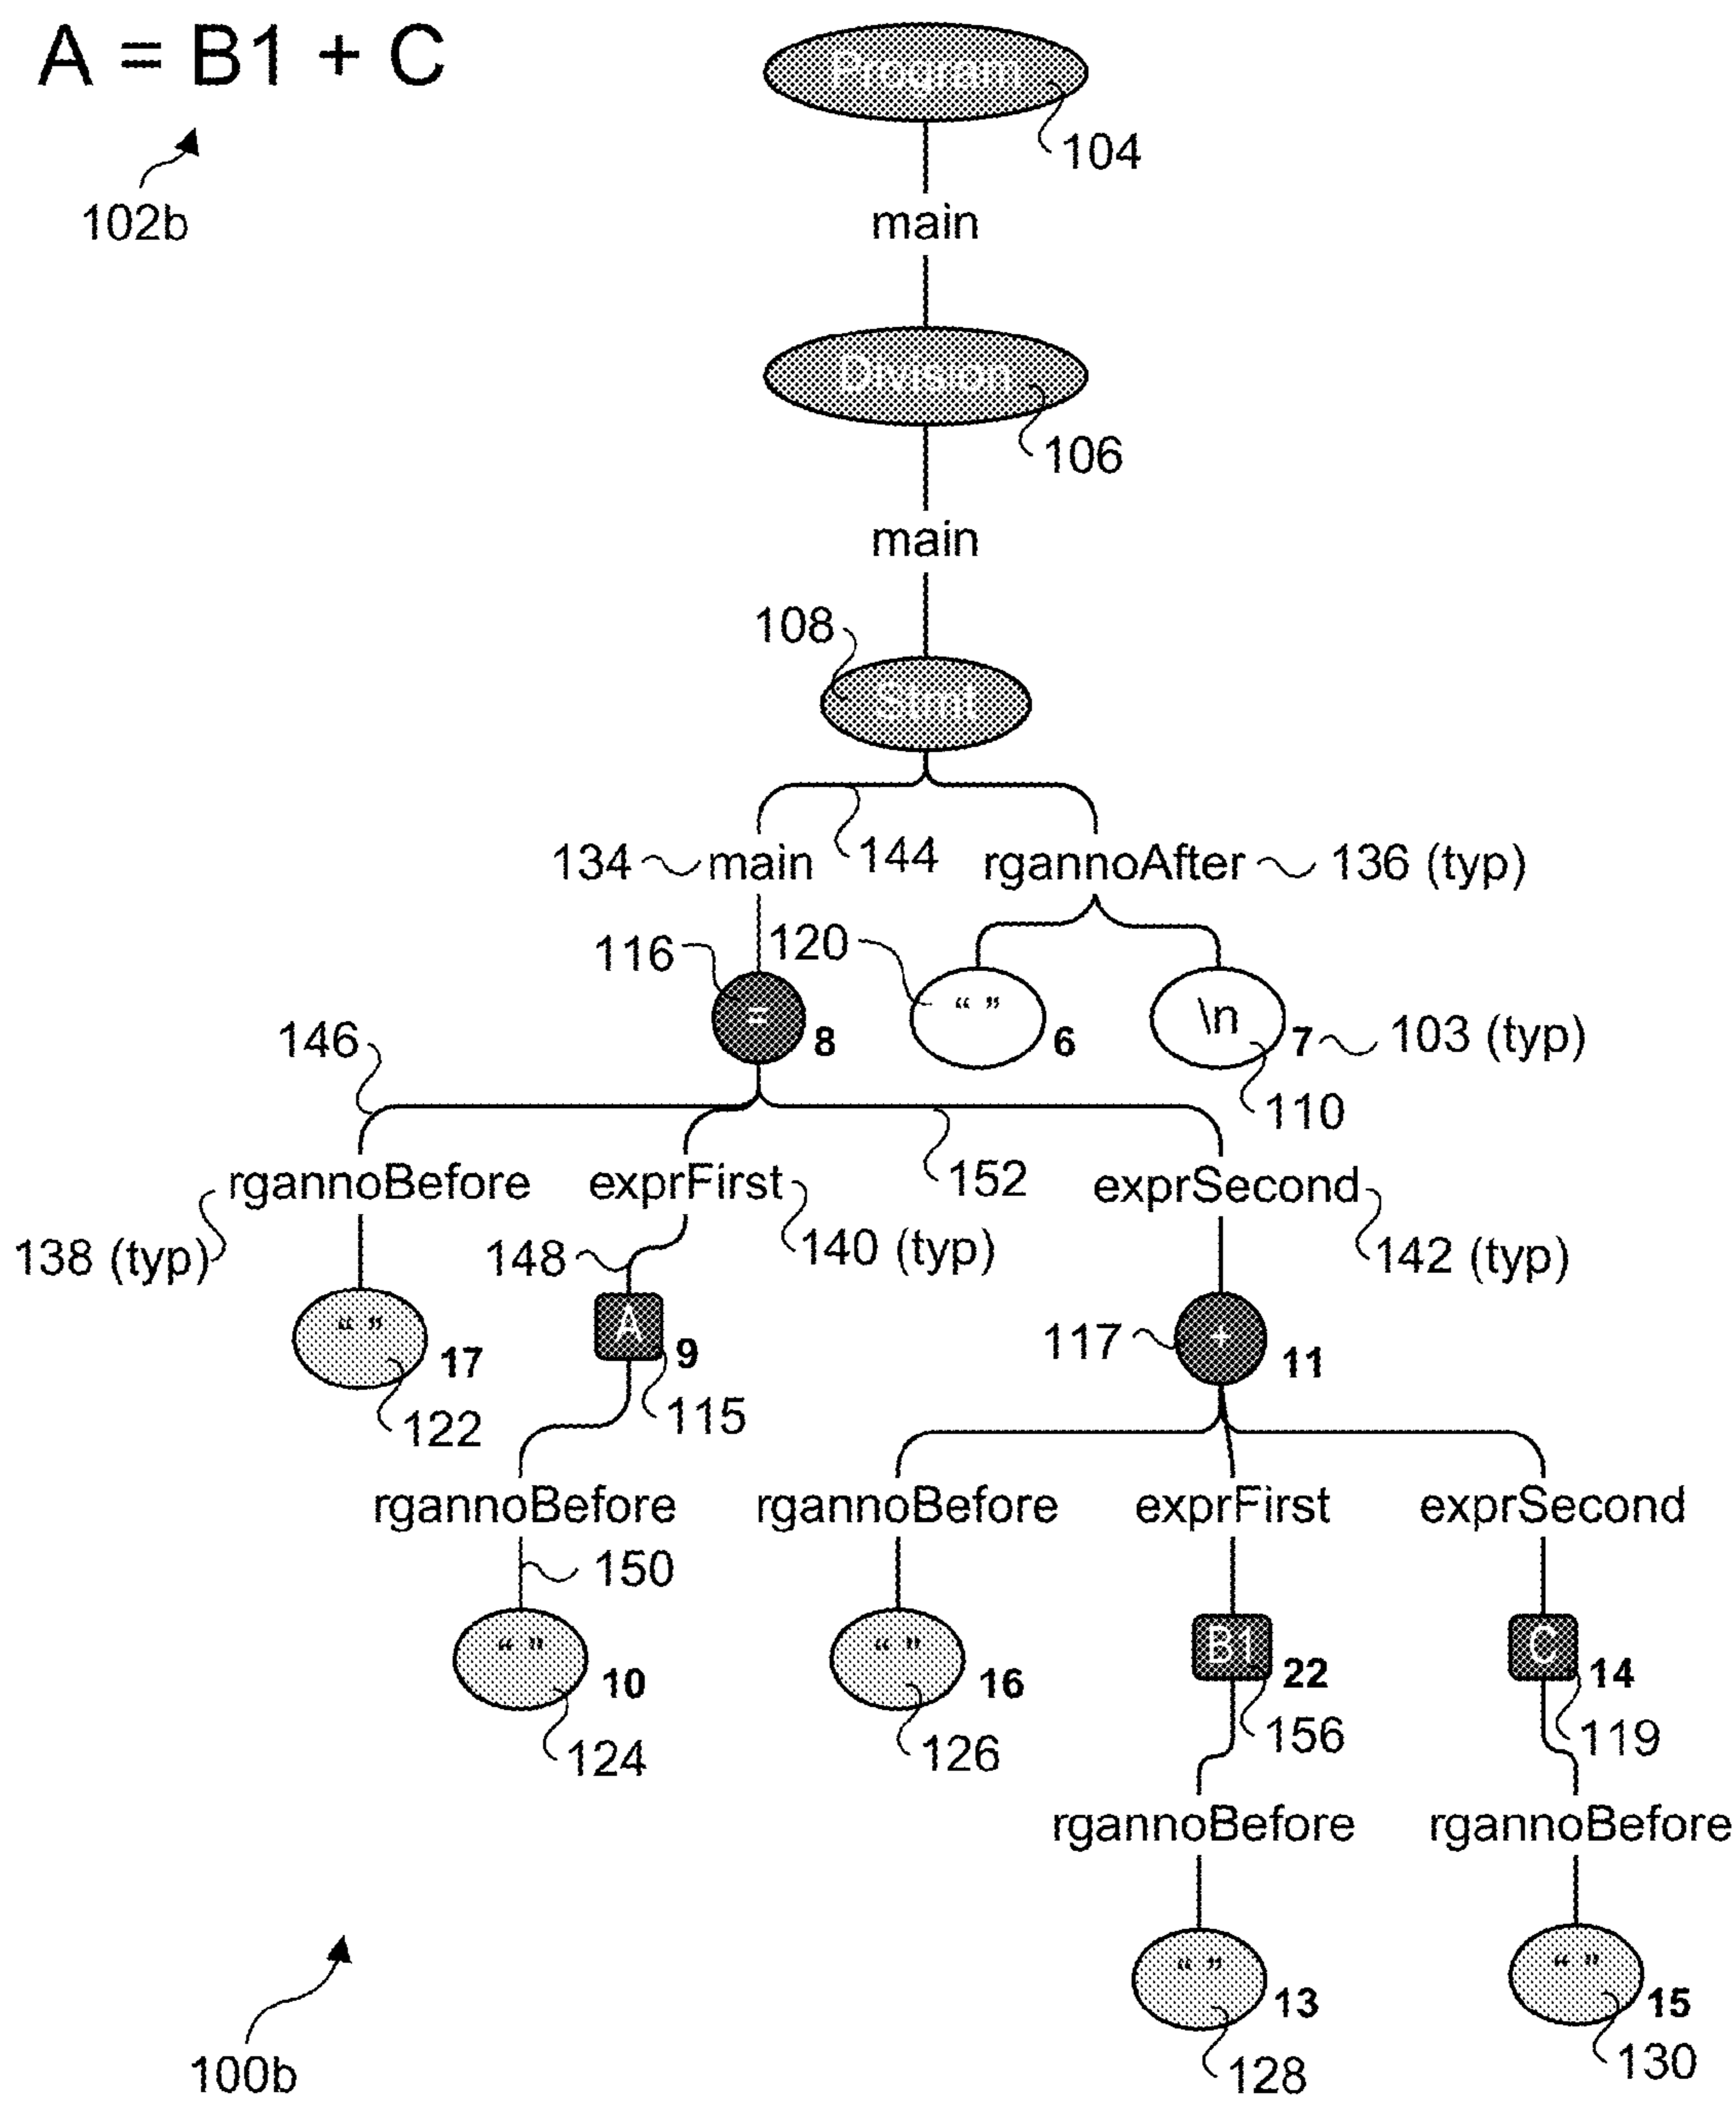 A = B1 + C
102b
Program
104
main
Division
106
main
108
Stmt
144
134 main
rgannoAfter 136 (typ)
116
120
=
8
“ ”
6
\n
7 103 (typ)
110
146
152
rgannoBefore
exprFirst
exprSecond
138 (typ)
148
140 (typ)
142 (typ)
“ ”
17
122
A
9
115
117
+
11
rgannoBefore
rgannoBefore
exprFirst
exprSecond
150
“ ”
10
124
“ ”
16
126
B1
22
156
C
14
119
rgannoBefore
rgannoBefore
“ ”
13
128
“ ”
15
130
100b